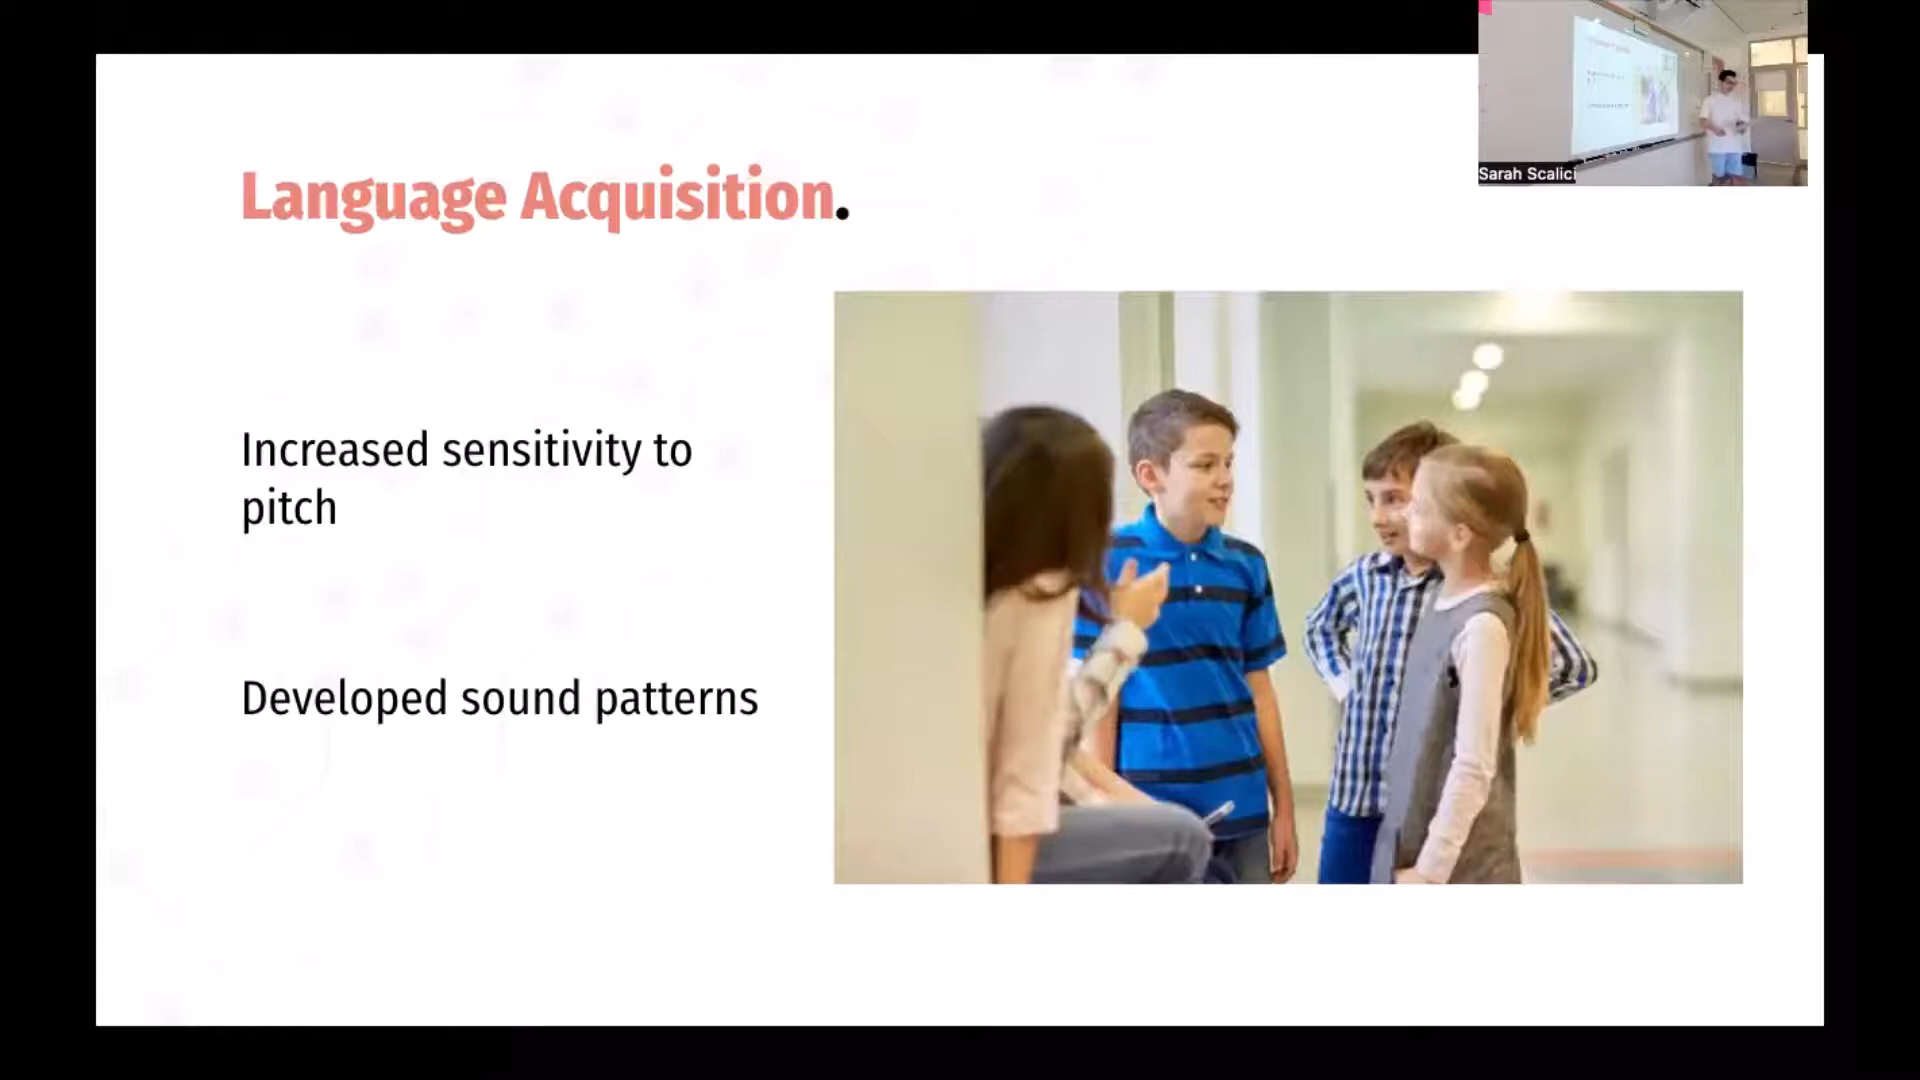 Language Acquisition.
Sarah Scalici
Increased sensitivity to
pitch
Developed sound patterns